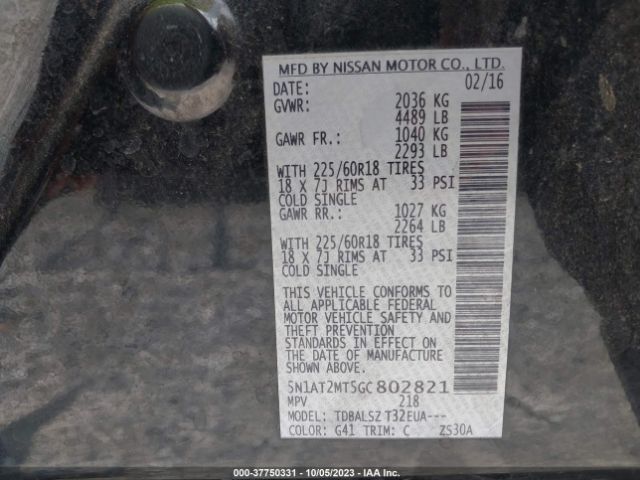 MFD BY NISSAN MOTOR CO., LTD.
DATE: 02/16
GVWR: 2036 KG
4489 LB
GAWR FR.: 1040 KG
2293 LB
WITH 225/60R18 TIRES
18 X 7J RIMS AT 33 PSI
COLD SINGLE
GAWR RR.: 1027 KG
2264 LB
WITH 225/60R18 TIRES
18 X 7J RIMS AT 33 PSI
COLD SINGLE
THIS VEHICLE CONFORMS TO
ALL APPLICABLE FEDERAL
MOTOR VEHICLE SAFETY AND
THEFT PREVENTION
STANDARDS IN EFFECT ON
THE DATE OF MANUFACTURE
SHOWN ABOVE.
5N1AT2MT5GC802821
MPV 218
MODEL: TDBALSZ T32EUA---
COLOR: G41 TRIM: C ZS30A
000-37750331 - 10/05/2023 - IAA Inc.